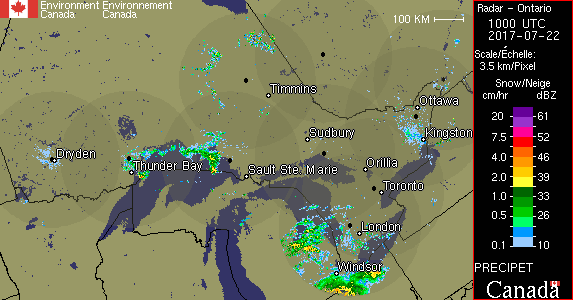 Environment Environnement
Canada Canada
100 KM
Timmins
Ottawa
Sudbury
Kingston
Dryden
Thunder Bay
Sault Ste. Marie
Orillia
Toronto
London
Windsor
Radar - Ontario
1000 UTC
2017-07-22
Scale/Échelle:
3.5 km/Pixel
Snow/Neige
cm/hr dBZ
20 61
7.5 52
4.0 46
2.0 39
1.0 33
0.5 26
0.1 10
PRECIPET
Canada